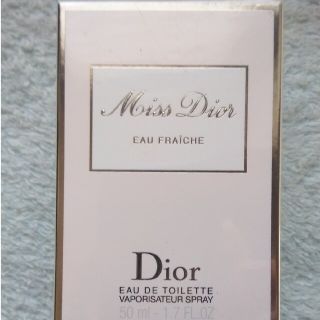 Miss Dior
EAU FRAÎCHE
Dior
EAU DE TOILETTE
VAPORISATEUR SPRAY
50 ml - 1.7 FL.OZ